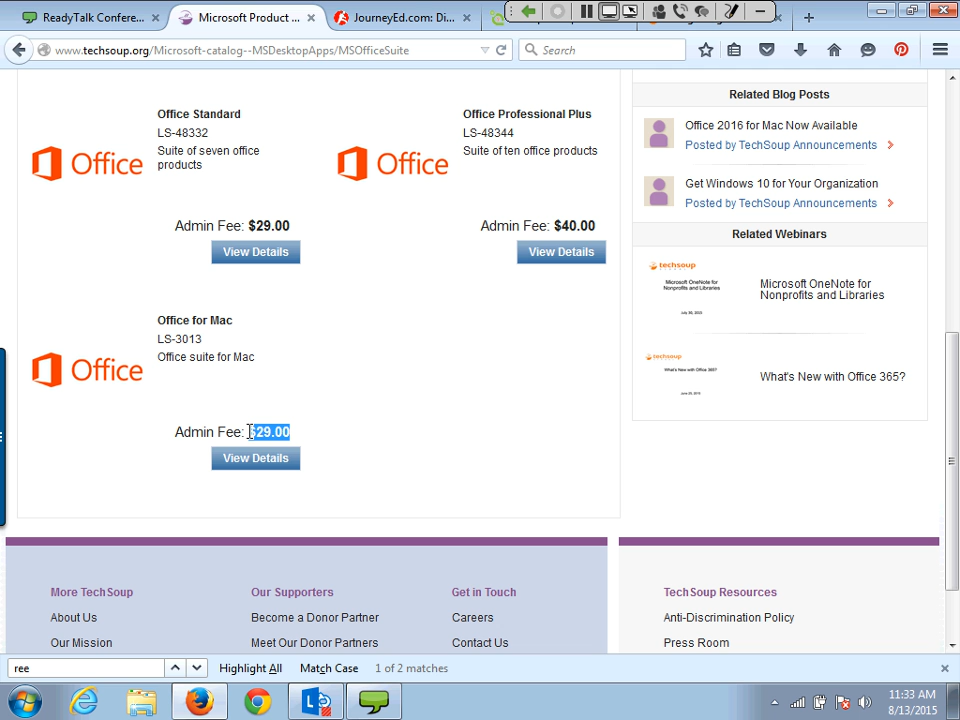 ReadyTalk Confere...
Microsoft Product ...
JourneyEd.com: Di...
www.techsoup.org/Microsoft-catalog--MSDesktopApps/MSOfficeSuite
Search
Office Standard
LS-48332
Suite of seven office
products
Office
Admin Fee: $29.00
View Details
Office Professional Plus
LS-48344
Suite of ten office products
Office
Admin Fee: $40.00
View Details
Office for Mac
LS-3013
Office suite for Mac
Office
Admin Fee: $29.00
View Details
Related Blog Posts
Office 2016 for Mac Now Available
Posted by TechSoup Announcements
Get Windows 10 for Your Organization
Posted by TechSoup Announcements
Related Webinars
techsoup
Microsoft OneNote for
Nonprofits and Libraries
Microsoft OneNote for
Nonprofits and Libraries
techsoup
What's New with Office 365?
What's New with Office 365?
More TechSoup
About Us
Our Mission
Our Supporters
Become a Donor Partner
Meet Our Donor Partners
Get in Touch
Careers
Contact Us
TechSoup Resources
Anti-Discrimination Policy
Press Room
ree
Highlight All
Match Case
1 of 2 matches
11:33 AM
8/13/2015